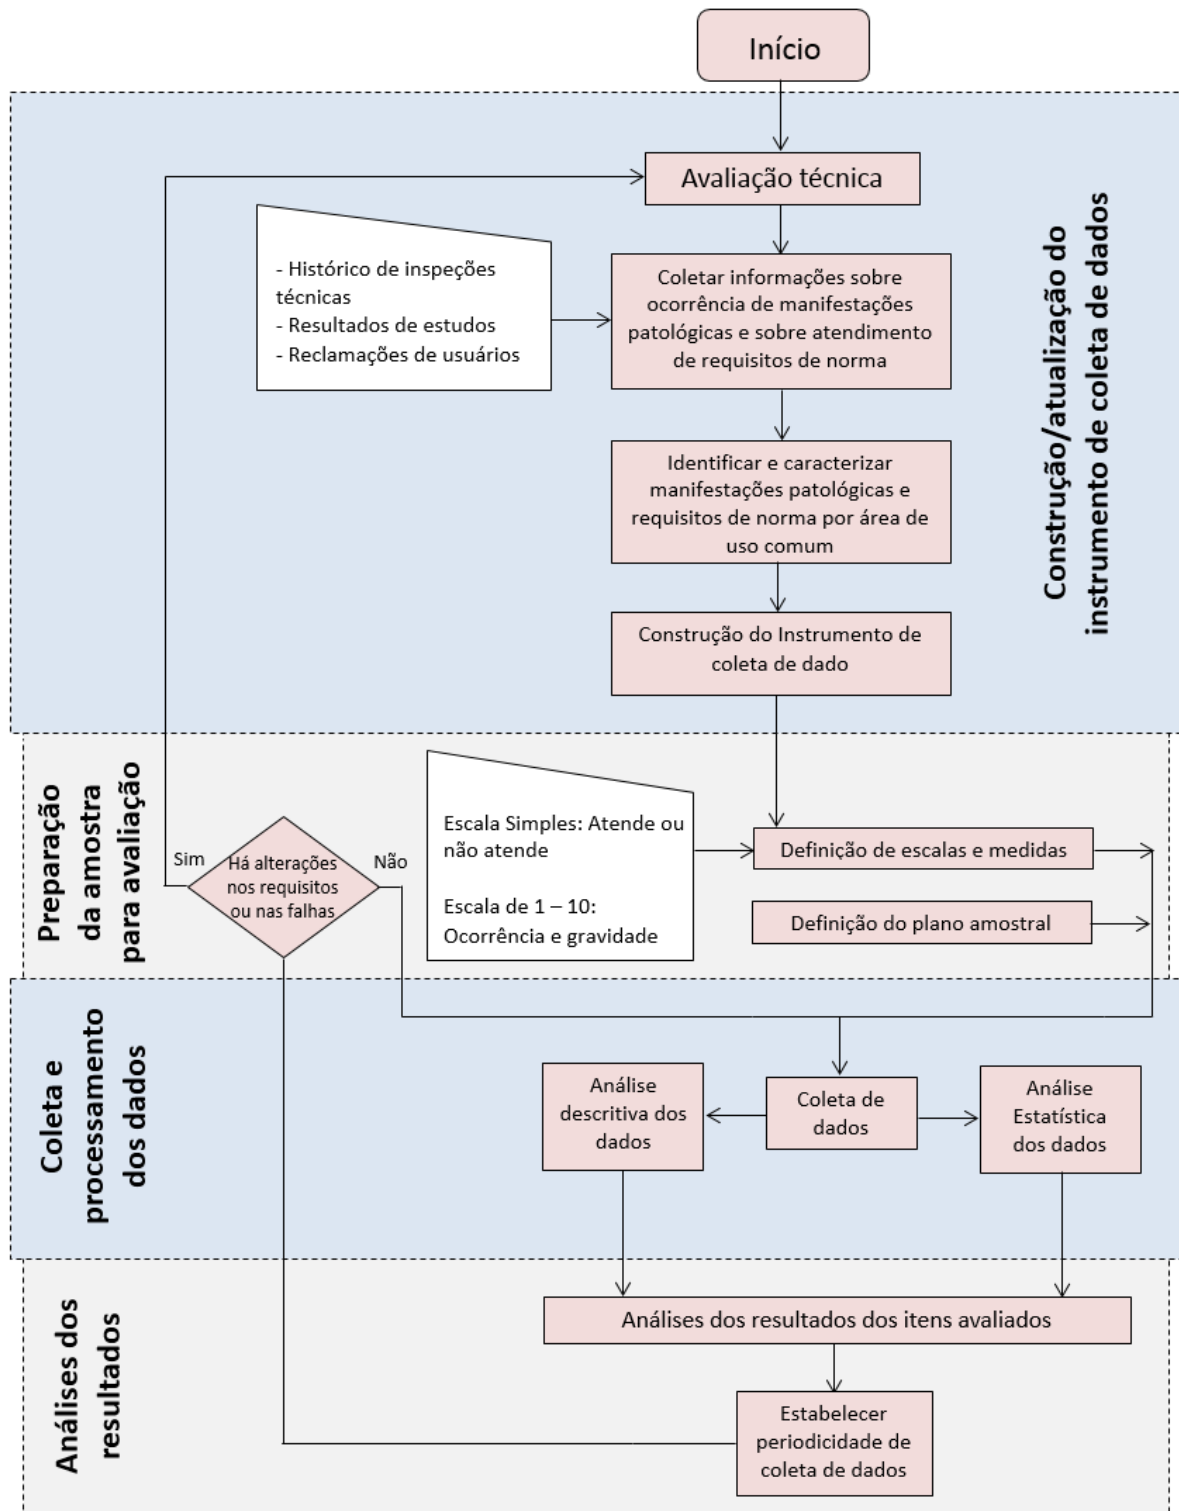 Início
Avaliação técnica
- Histórico de inspeções
técnicas
- Resultados de estudos
- Reclamações de usuários
Coletar informações sobre
ocorrência de manifestações
patológicas e sobre atendimento
de requisitos de norma
Identificar e caracterizar
manifestações patológicas e
requisitos de norma por área de
uso comum
Construção do Instrumento de
coleta de dado
Construção/atualização do
instrumento de coleta de dados
Preparação
da amostra
para avaliação
Sim
Há alterações
nos requisitos
ou nas falhas
Não
Escala Simples: Atende ou
não atende
Escala de 1 – 10:
Ocorrência e gravidade
Definição de escalas e medidas
Definição do plano amostral
Coleta e
processamento
dos dados
Análise
descritiva dos
dados
Coleta de
dados
Análise
Estatística
dos dados
Análises dos
resultados
Análises dos resultados dos itens avaliados
Estabelecer
periodicidade de
coleta de dados